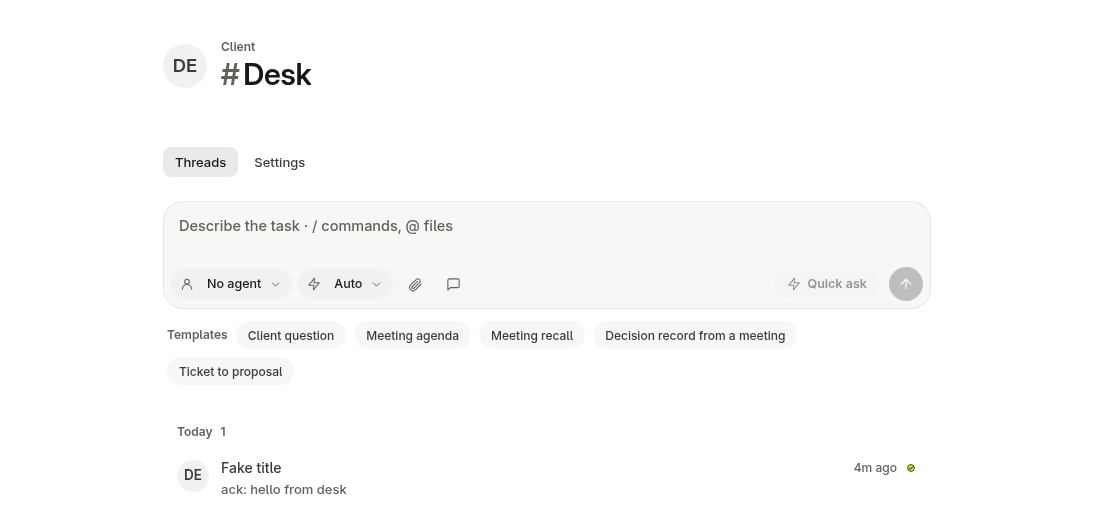 DE
Client
# Desk
Threads Settings
Describe the task · / commands, @ files
No agent Auto Quick ask
Templates Client question Meeting agenda Meeting recall Decision record from a meeting
Ticket to proposal
Today 1
DE Fake title 4m ago
ack: hello from desk